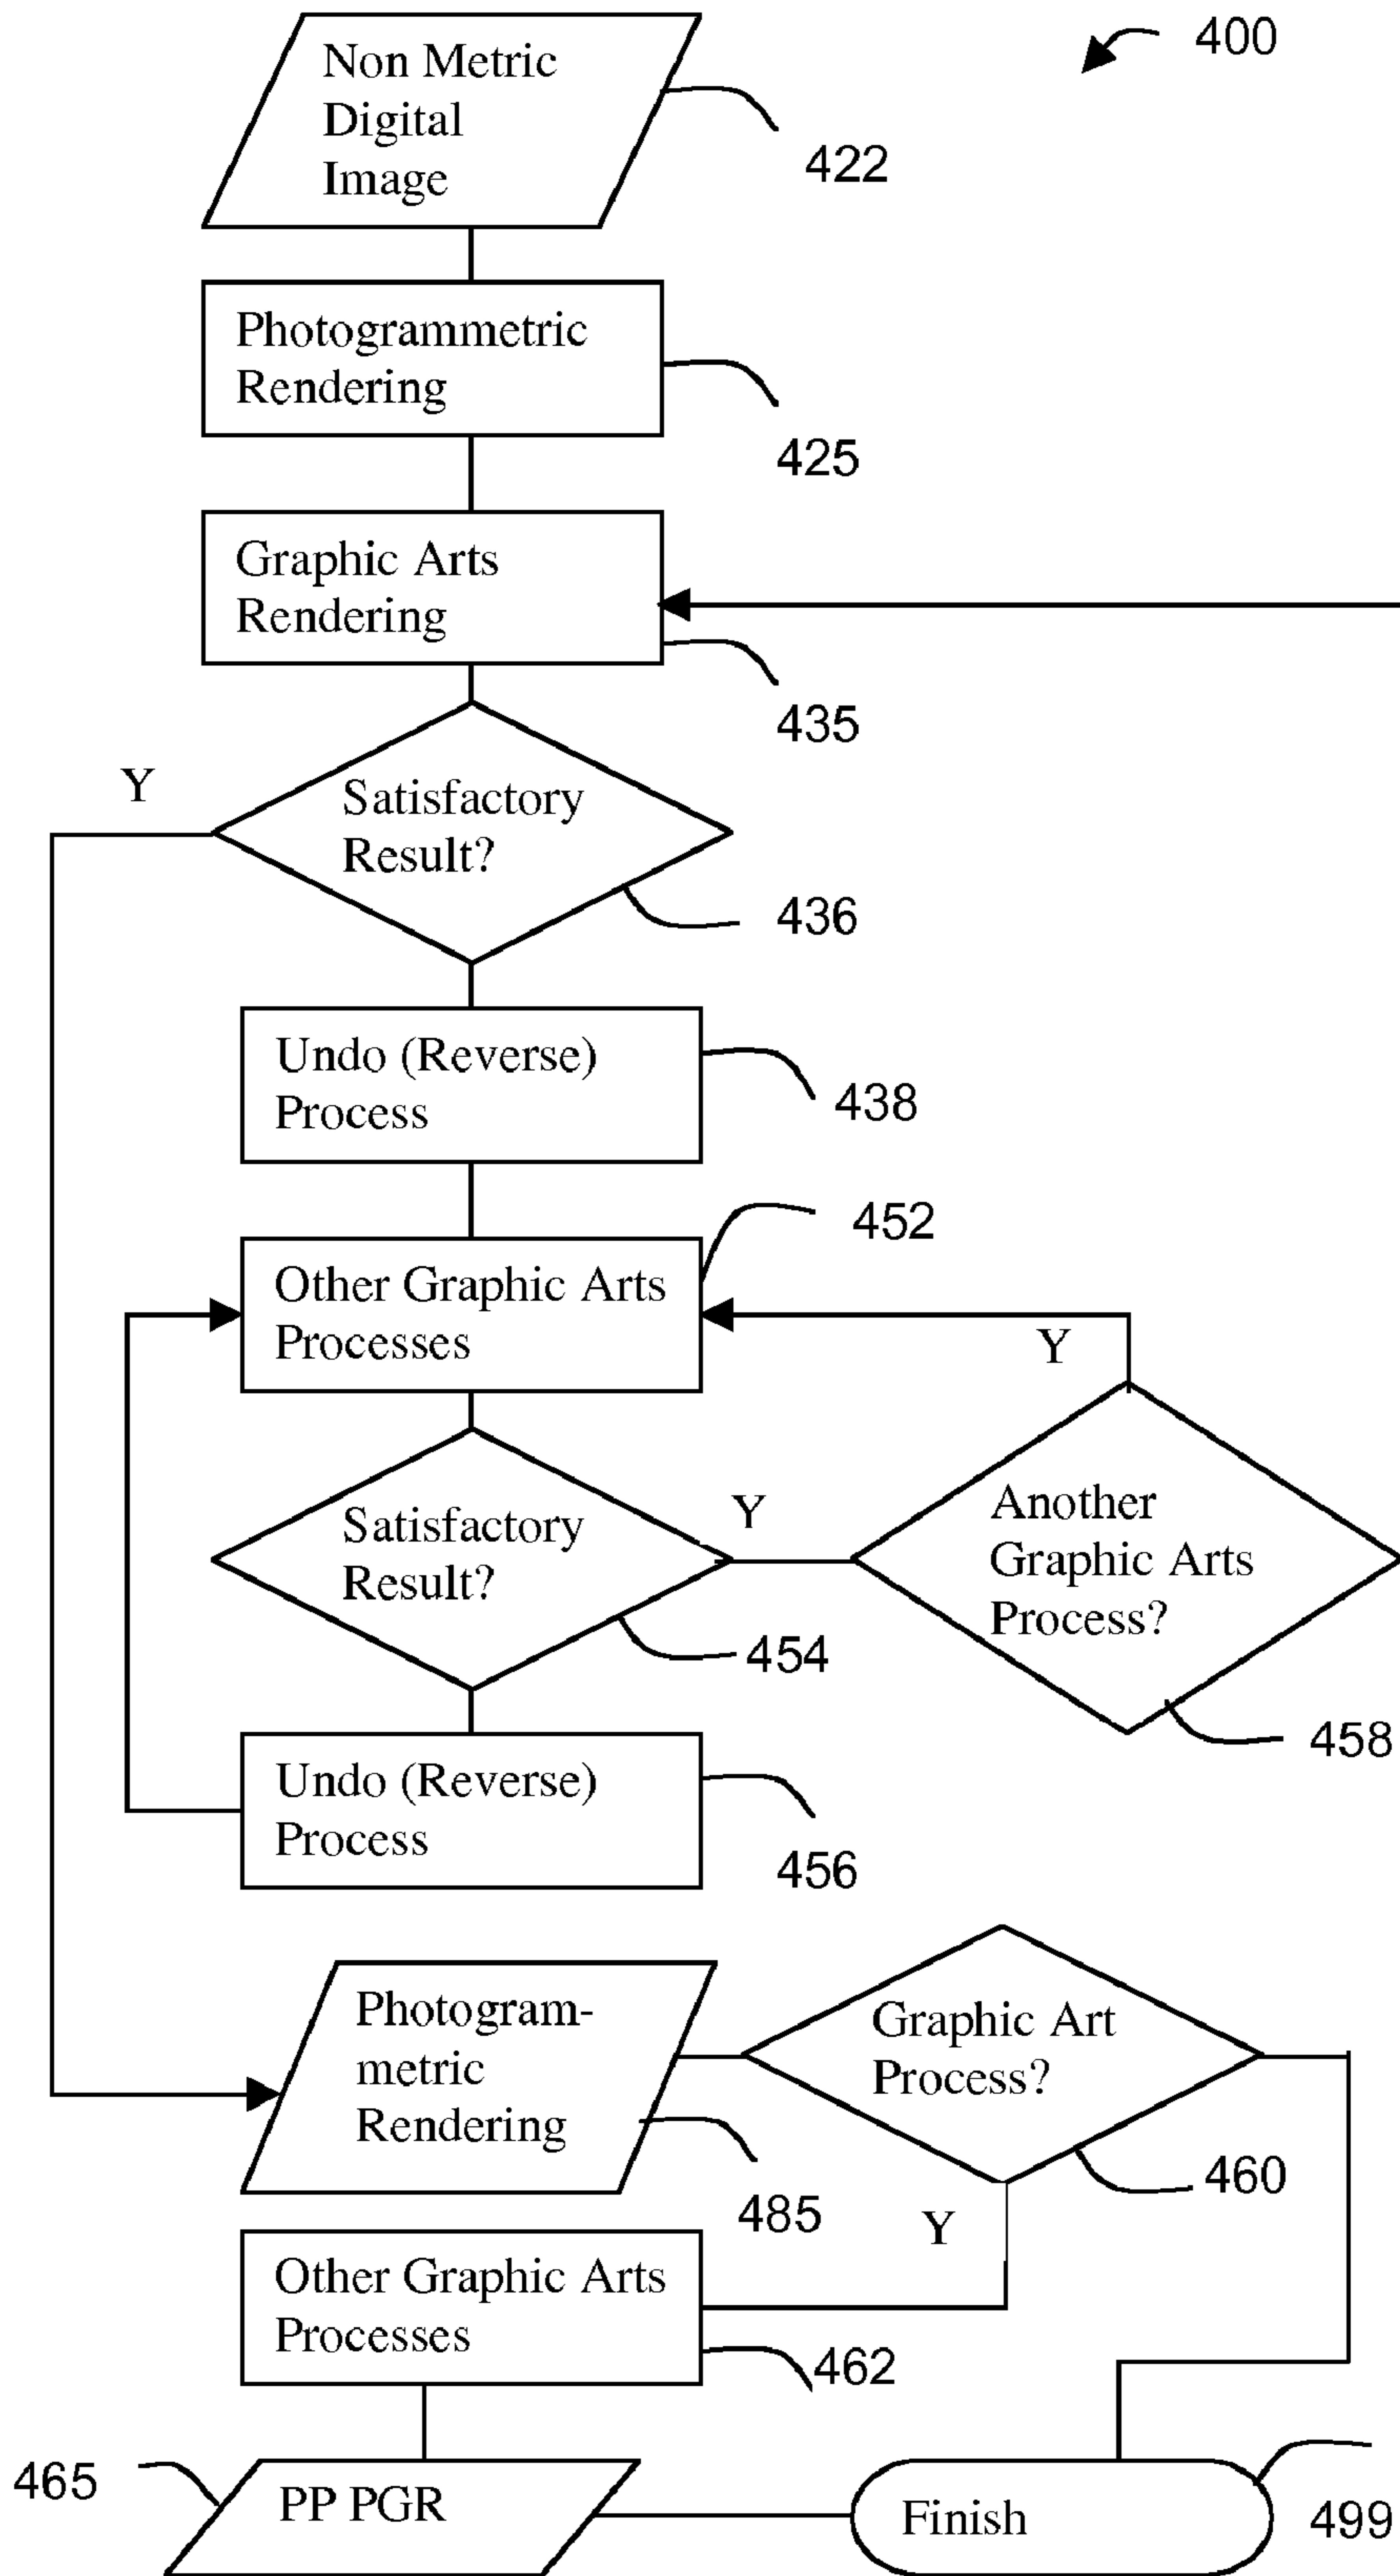 400
Non Metric
Digital
Image
422
Photogrammetric
Rendering
425
Graphic Arts
Rendering
435
Y
Satisfactory
Result?
436
Undo (Reverse)
Process
438
452
Other Graphic Arts
Processes
Y
Satisfactory
Result?
Y
454
Another
Graphic Arts
Process?
458
Undo (Reverse)
Process
456
Photogram-
metric
Rendering
485
Graphic Art
Process?
460
Y
Other Graphic Arts
Processes
462
465
PP PGR
Finish
499